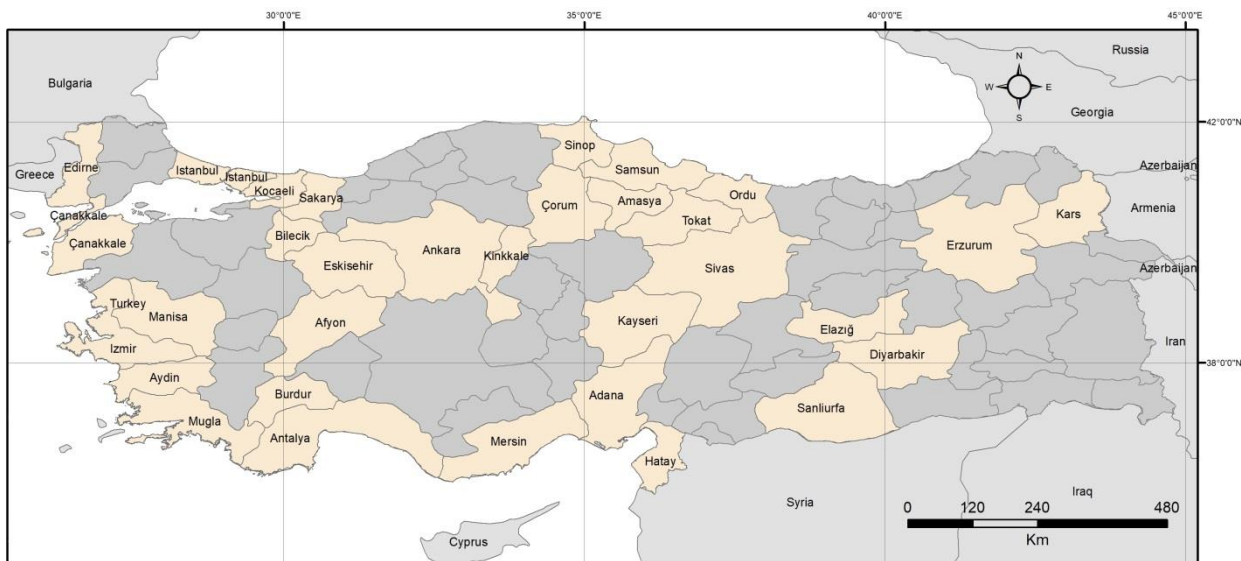 30°0'0"E 35°0'0"E 40°0'0"E 45°0'0"E
Russia
N
Bulgaria
W E
Georgia
S
42°0'0"N
Sinop
Azerbaijan
Greece
Edirne
Istanbul
Istanbul
Samsun
Kocaeli
Sakarya
Ordu
Amasya
Çorum
Armenia
Çanakkale
Kars
Tokat
Bilecik
Çanakkale
Ankara
Kinkkale
Erzurum
Eskisehir
Sivas
Azerbaijan
Turkey
Manisa
Afyon
Kayseri
Elazığ
Iran
Izmir
Diyarbakir
38°0'0"N
Aydin
Burdur
Adana
Sanliurfa
Mugla
Antalya
Mersin
Hatay
Syria
Iraq
0 120 240 480
Km
Cyprus